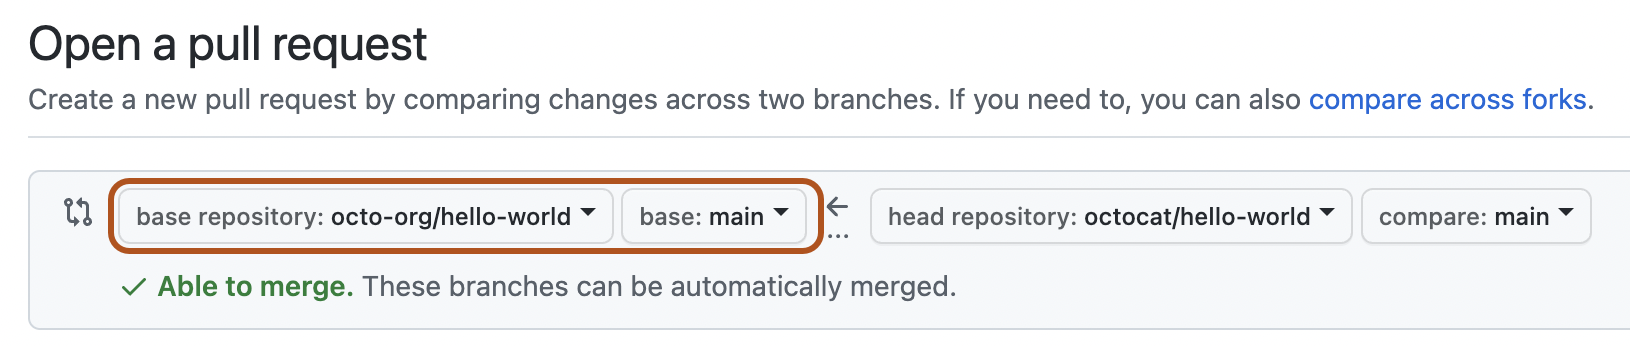 Open a pull request
Create a new pull request by comparing changes across two branches. If you need to, you can also compare across forks.
base repository: octo-org/hello-world base: main ... head repository: octocat/hello-world compare: main
Able to merge. These branches can be automatically merged.